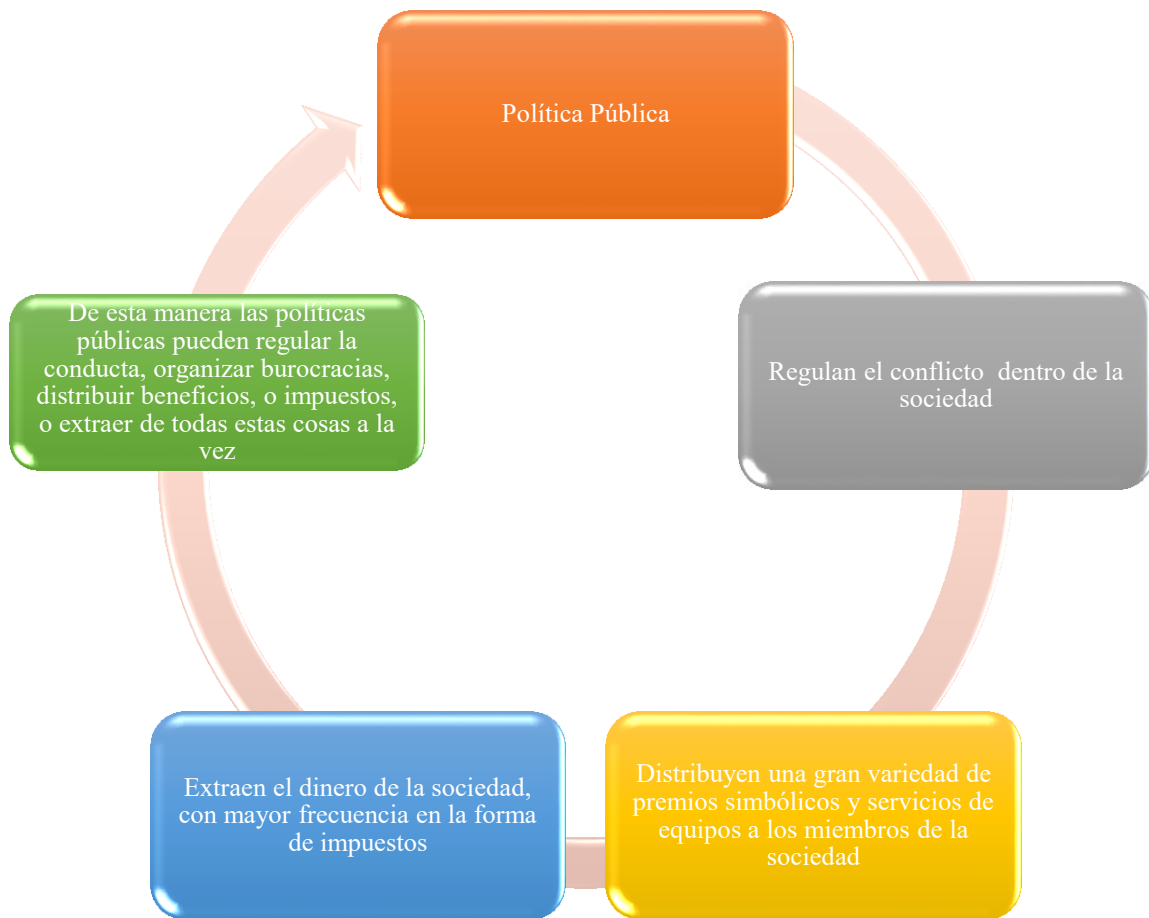 Política Pública
Regulan el conflicto  dentro de la
sociedad
Distribuyen una gran variedad de
premios simbólicos y servicios de
equipos a los miembros de la
sociedad
Extraen el dinero de la sociedad,
con mayor frecuencia en la forma
de impuestos
De esta manera las políticas
públicas pueden regular la
conducta, organizar burocracias,
distribuir beneficios, o impuestos,
o extraer de todas estas cosas a la
vez